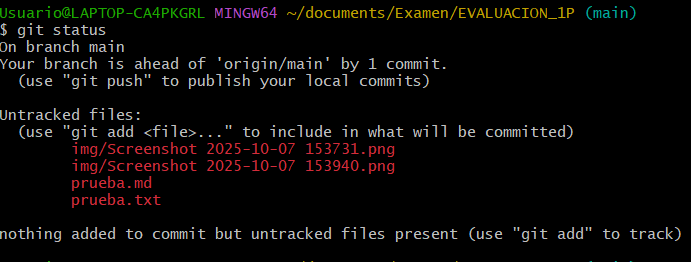 Usuario@LAPTOP-CA4PKGRL MINGW64 ~/documents/Examen/EVALUACION_1P (main)
$ git status
On branch main
Your branch is ahead of 'origin/main' by 1 commit.
  (use "git push" to publish your local commits)

Untracked files:
  (use "git add <file>..." to include in what will be committed)
        img/Screenshot 2025-10-07 153731.png
        img/Screenshot 2025-10-07 153940.png
        prueba.md
        prueba.txt

nothing added to commit but untracked files present (use "git add" to track)